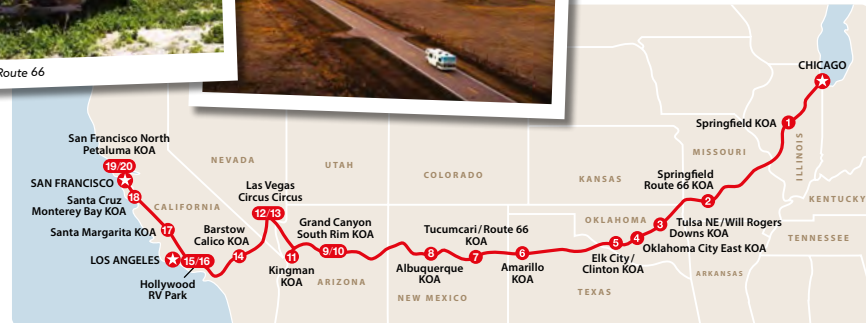 Route 66
CHICAGO
Springfield KOA
1
ILLINOIS
MISSOURI
KENTUCKY
Springfield
Route 66 KOA
2
KANSAS
TENNESSEE
OKLAHOMA
3
Tulsa NE/Will Rogers
Downs KOA
4
Oklahoma City East KOA
ARKANSAS
5
Elk City/
Clinton KOA
TEXAS
6
Amarillo
KOA
Tucumcari/Route 66
KOA
7
8
Albuquerque
KOA
NEW MEXICO
COLORADO
UTAH
Grand Canyon
South Rim KOA
9/10
ARIZONA
11
Kingman
KOA
Las Vegas
Circus Circus
12/13
NEVADA
Barstow
Calico KOA
14
CALIFORNIA
LOS ANGELES
15/16
Hollywood
RV Park
Santa Margarita KOA
17
Santa Cruz
Monterey Bay KOA
18
SAN FRANCISCO
San Francisco North
Petaluma KOA
19/20